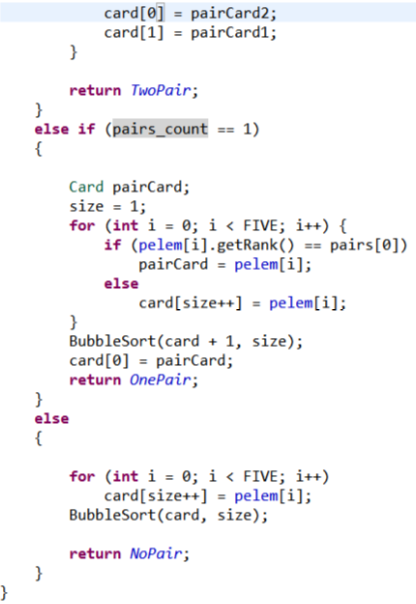 card[0] = pairCard2;
card[1] = pairCard1;
}
return TwoPair;
}
else if (pairs_count == 1)
{
Card pairCard;
size = 1;
for (int i = 0; i < FIVE; i++) {
if (pelem[i].getRank() == pairs[0])
pairCard = pelem[i];
else
card[size++] = pelem[i];
}
BubbleSort(card + 1, size);
card[0] = pairCard;
return OnePair;
}
else
{
for (int i = 0; i < FIVE; i++)
card[size++] = pelem[i];
BubbleSort(card, size);
return NoPair;
}
}